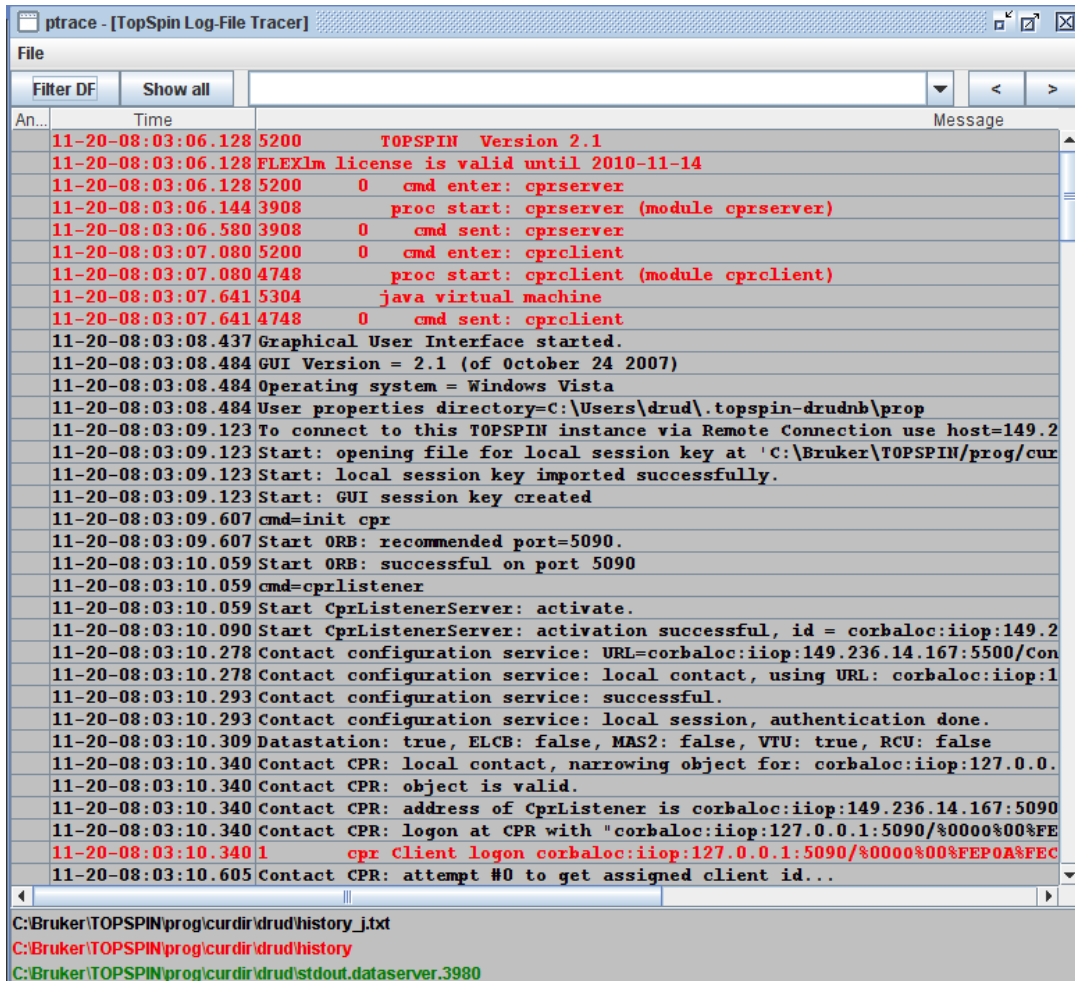 ptrace - [TopSpin Log-File Tracer]
File
Filter DF Show all < >
An... Time Message
11-20-08:03:06.128 5200 TOPSPIN Version 2.1
11-20-08:03:06.128 FLEXlm license is valid until 2010-11-14
11-20-08:03:06.128 5200 0 cmd enter: cprserver
11-20-08:03:06.144 3908 proc start: cprserver (module cprserver)
11-20-08:03:06.580 3908 0 cmd sent: cprserver
11-20-08:03:07.080 5200 0 cmd enter: cprclient
11-20-08:03:07.080 4748 proc start: cprclient (module cprclient)
11-20-08:03:07.641 5304 java virtual machine
11-20-08:03:07.641 4748 0 cmd sent: cprclient
11-20-08:03:08.437 Graphical User Interface started.
11-20-08:03:08.484 GUI Version = 2.1 (of October 24 2007)
11-20-08:03:08.484 Operating system = Windows Vista
11-20-08:03:08.484 User properties directory=C:\Users\drud\.topspin-drudnb\prop
11-20-08:03:09.123 To connect to this TOPSPIN instance via Remote Connection use host=149.2
11-20-08:03:09.123 Start: opening file for local session key at 'C:\Bruker\TOPSPIN/prog/cur
11-20-08:03:09.123 Start: local session key imported successfully.
11-20-08:03:09.123 Start: GUI session key created
11-20-08:03:09.607 cmd=init cpr
11-20-08:03:09.607 Start ORB: recommended port=5090.
11-20-08:03:10.059 Start ORB: successful on port 5090
11-20-08:03:10.059 cmd=cprlistener
11-20-08:03:10.059 Start CprListenerServer: activate.
11-20-08:03:10.090 Start CprListenerServer: activation successful, id = corbaloc:iiop:149.2
11-20-08:03:10.278 Contact configuration service: URL=corbaloc:iiop:149.236.14.167:5500/Con
11-20-08:03:10.278 Contact configuration service: local contact, using URL: corbaloc:iiop:1
11-20-08:03:10.293 Contact configuration service: successful.
11-20-08:03:10.293 Contact configuration service: local session, authentication done.
11-20-08:03:10.309 Datastation: true, ELCB: false, MAS2: false, VTU: true, RCU: false
11-20-08:03:10.340 Contact CPR: local contact, narrowing object for: corbaloc:iiop:127.0.0.
11-20-08:03:10.340 Contact CPR: object is valid.
11-20-08:03:10.340 Contact CPR: address of CprListener is corbaloc:iiop:149.236.14.167:5090
11-20-08:03:10.340 Contact CPR: logon at CPR with "corbaloc:iiop:127.0.0.1:5090/%0000%00%FE
11-20-08:03:10.340 1 cpr Client logon corbaloc:iiop:127.0.0.1:5090/%0000%00%FEP0A%FEC
11-20-08:03:10.605 Contact CPR: attempt #0 to get assigned client id...
C:\Bruker\TOPSPIN\prog\curdir\drud\history_j.txt
C:\Bruker\TOPSPIN\prog\curdir\drud\history
C:\Bruker\TOPSPIN\prog\curdir\drud\stdout.dataserver.3980